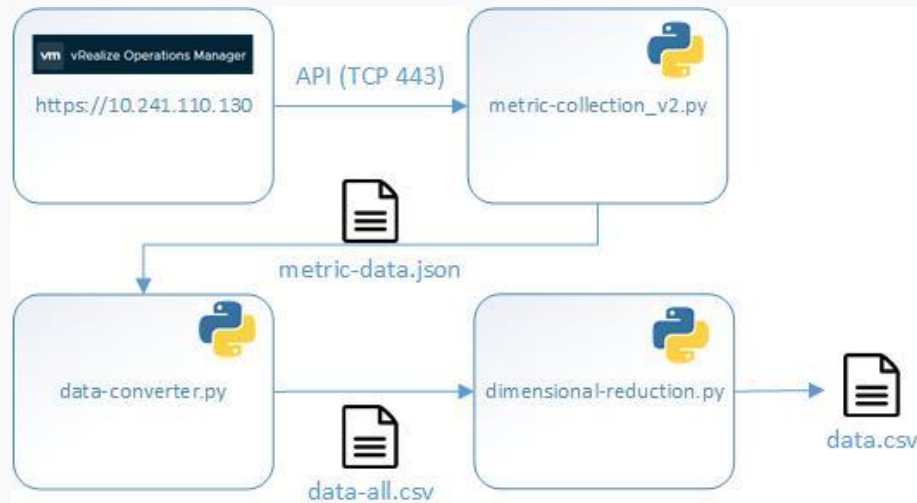 vm vRealize Operations Manager
https://10.241.110.130
API (TCP 443)
metric-collection_v2.py
metric-data.json
data-converter.py
dimensional-reduction.py
data-all.csv
data.csv